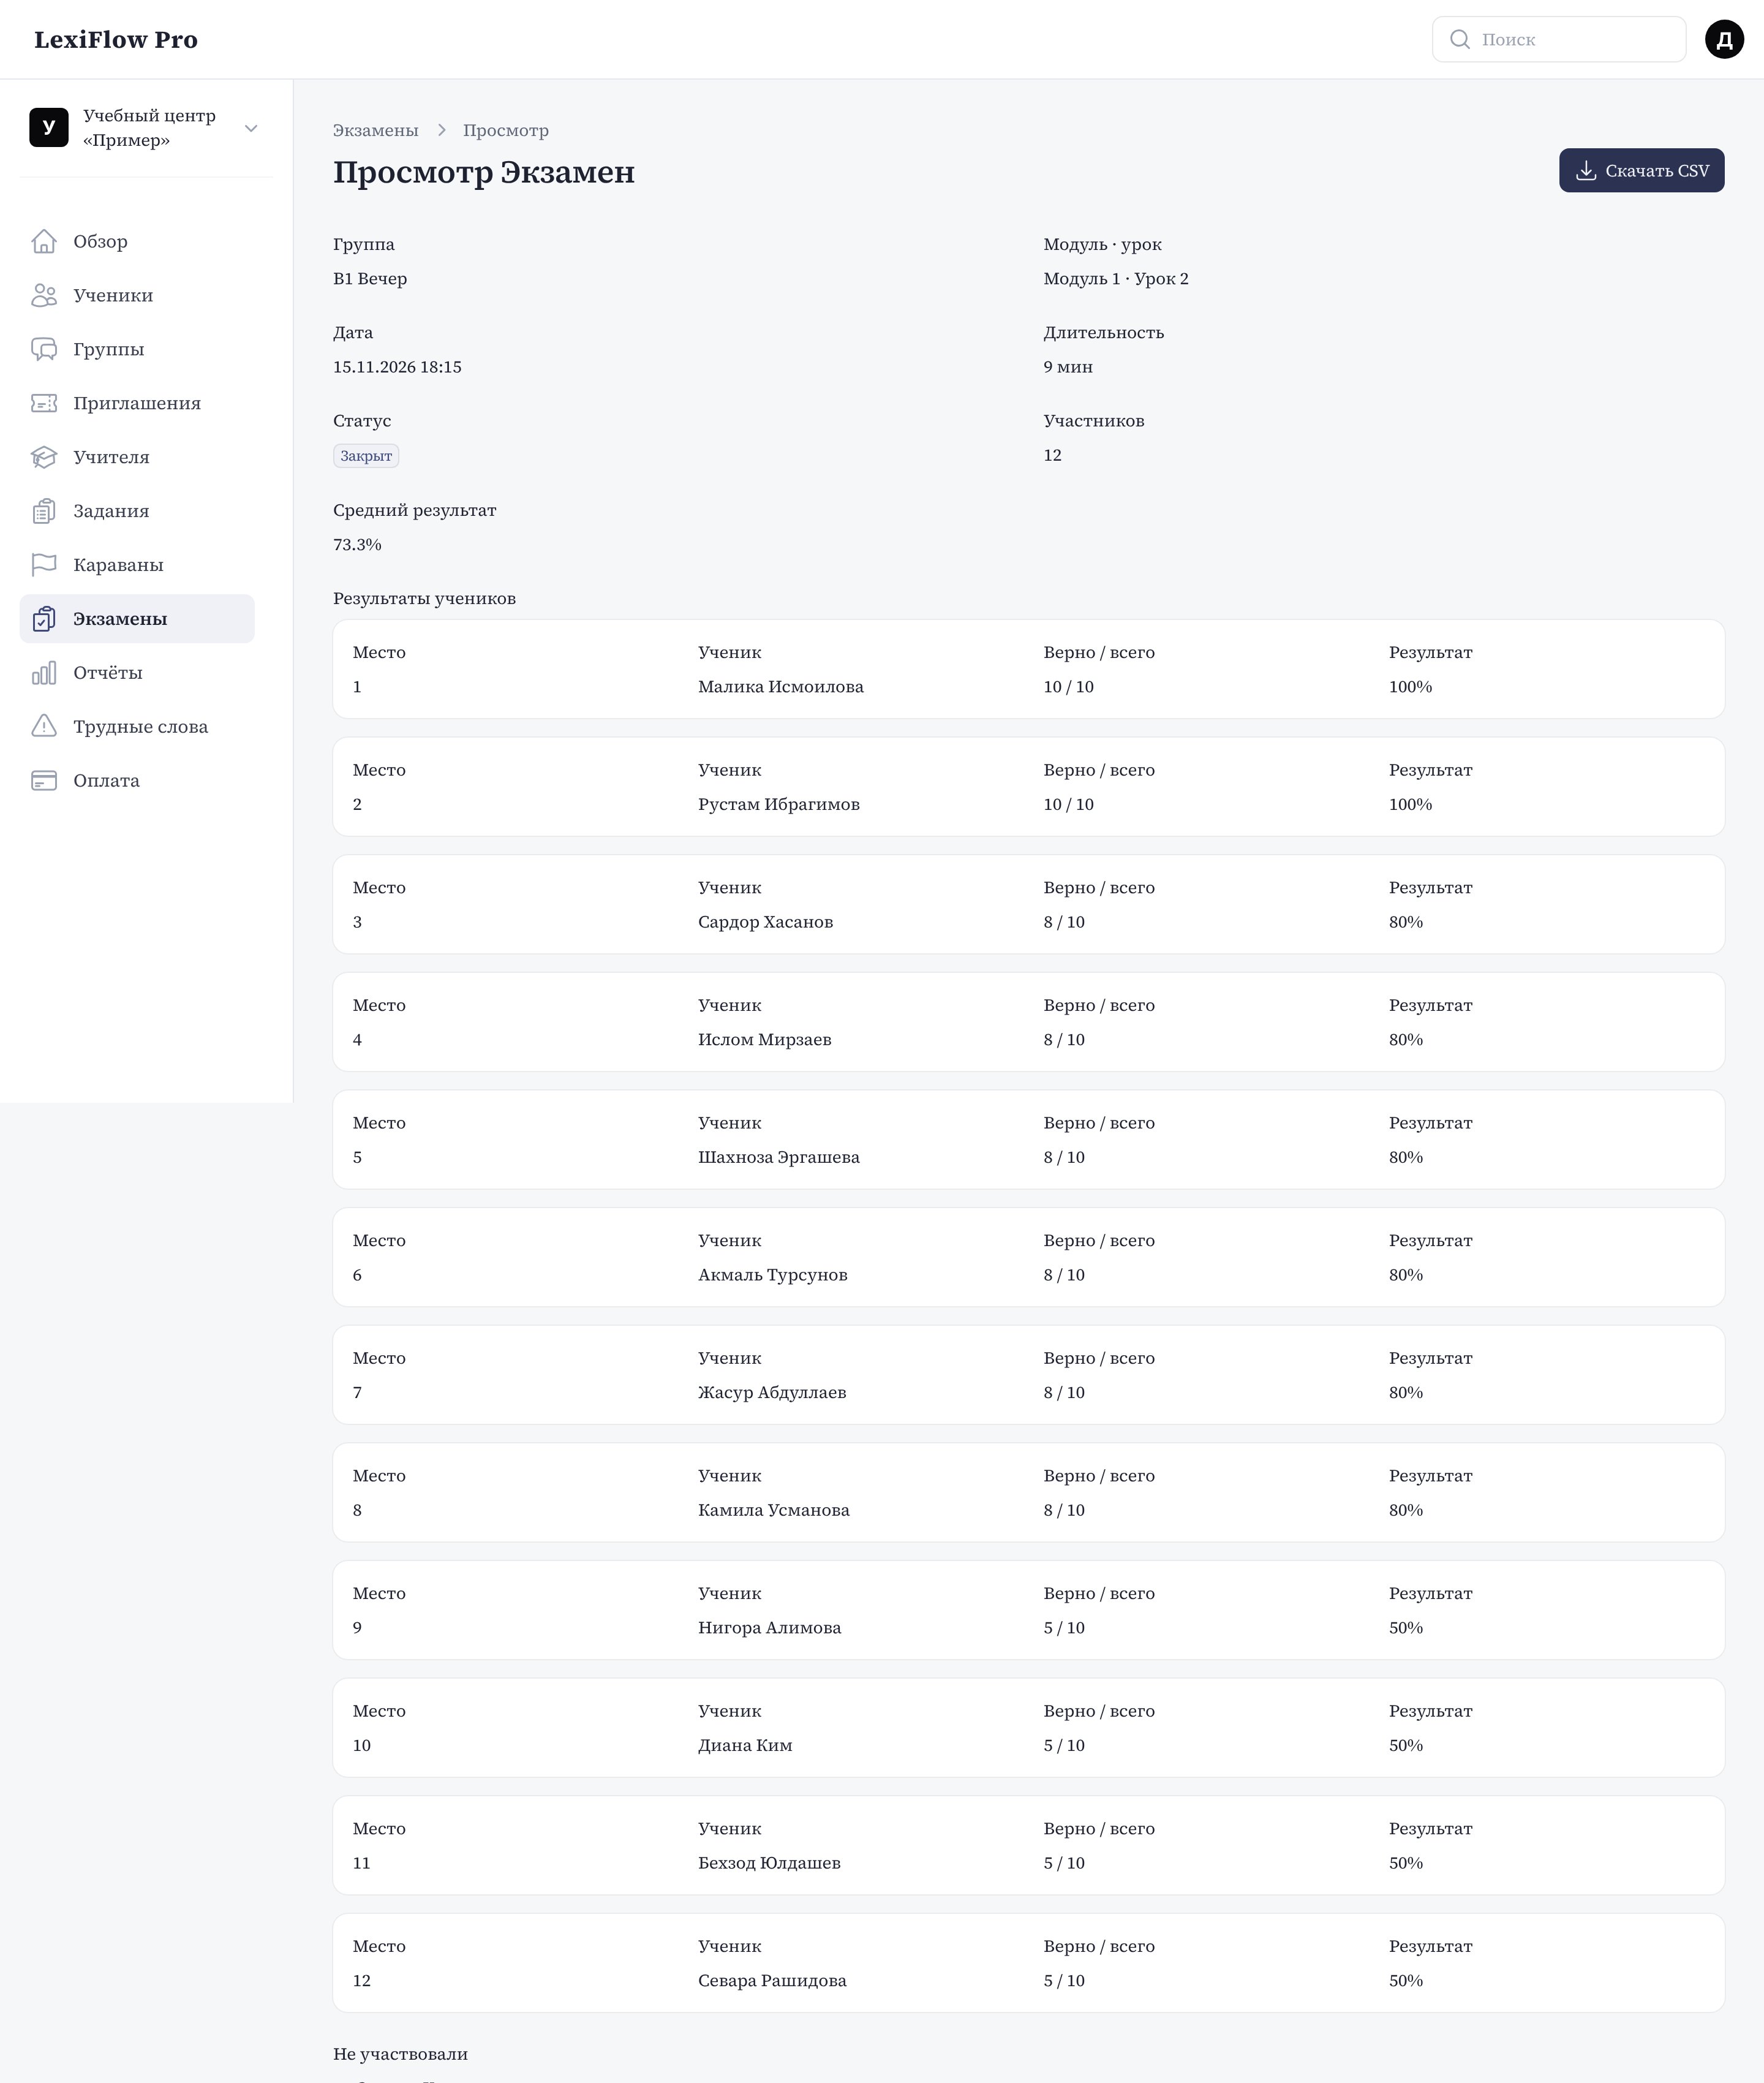 LexiFlow Pro
Поиск
Д
У
Учебный центр
«Пример»
Обзор
Ученики
Группы
Приглашения
Учителя
Задания
Караваны
Экзамены
Отчёты
Трудные слова
Оплата
Экзамены > Просмотр
Просмотр Экзамен
Скачать CSV
Группа
B1 Вечер
Модуль · урок
Модуль 1 · Урок 2
Дата
15.11.2026 18:15
Длительность
9 мин
Статус
Закрыт
Участников
12
Средний результат
73.3%
Результаты учеников
Место Ученик Верно / всего Результат
1 Малика Исмоилова 10 / 10 100%
Место Ученик Верно / всего Результат
2 Рустам Ибрагимов 10 / 10 100%
Место Ученик Верно / всего Результат
3 Сардор Хасанов 8 / 10 80%
Место Ученик Верно / всего Результат
4 Ислом Мирзаев 8 / 10 80%
Место Ученик Верно / всего Результат
5 Шахноза Эргашева 8 / 10 80%
Место Ученик Верно / всего Результат
6 Акмаль Турсунов 8 / 10 80%
Место Ученик Верно / всего Результат
7 Жасур Абдуллаев 8 / 10 80%
Место Ученик Верно / всего Результат
8 Камила Усманова 8 / 10 80%
Место Ученик Верно / всего Результат
9 Нигора Алимова 5 / 10 50%
Место Ученик Верно / всего Результат
10 Диана Ким 5 / 10 50%
Место Ученик Верно / всего Результат
11 Бехзод Юлдашев 5 / 10 50%
Место Ученик Верно / всего Результат
12 Севара Рашидова 5 / 10 50%
Не участвовали